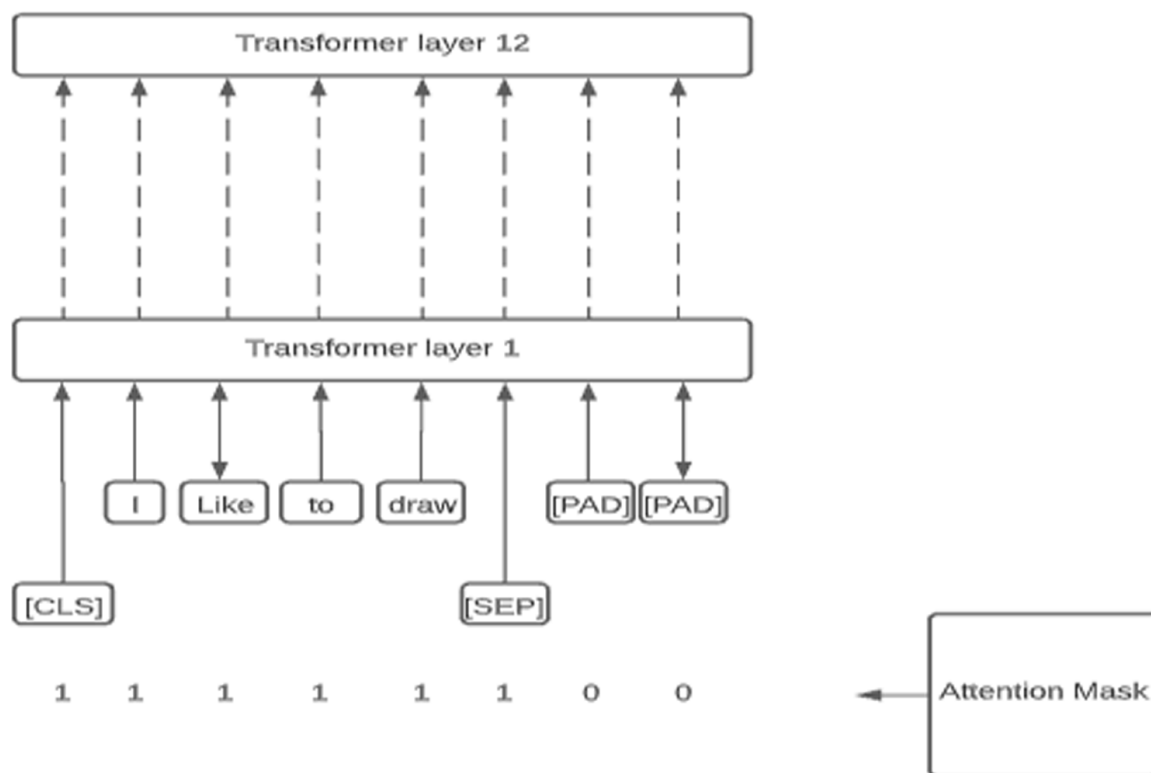 Transformer layer 12
Transformer layer 1
I Like to draw [PAD] [PAD]
[CLS] [SEP]
1 1 1 1 1 1 0 0
Attention Mask